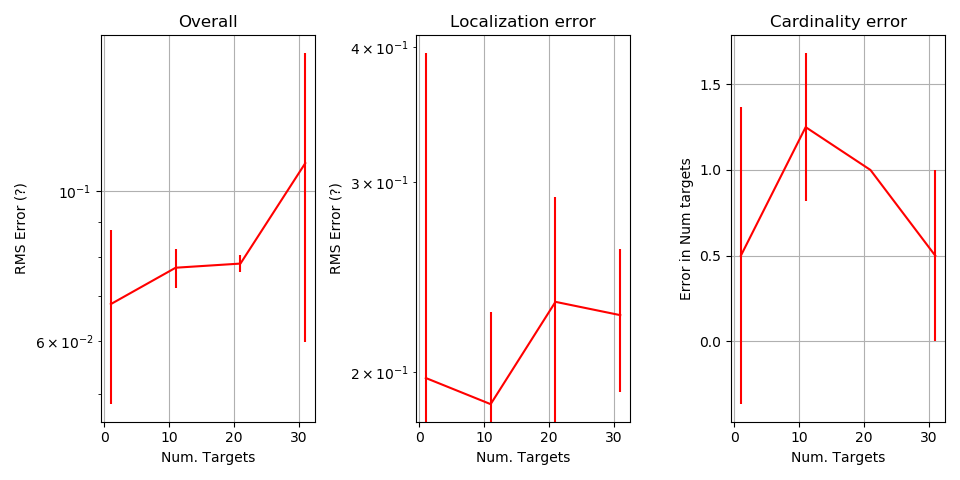 Overall
RMS Error (?)
10⁻¹
6 × 10⁻²
0 10 20 30
Num. Targets
Localization error
RMS Error (?)
4 × 10⁻¹
3 × 10⁻¹
2 × 10⁻¹
0 10 20 30
Num. Targets
Cardinality error
Error in Num targets
1.5
1.0
0.5
0.0
0 10 20 30
Num. Targets